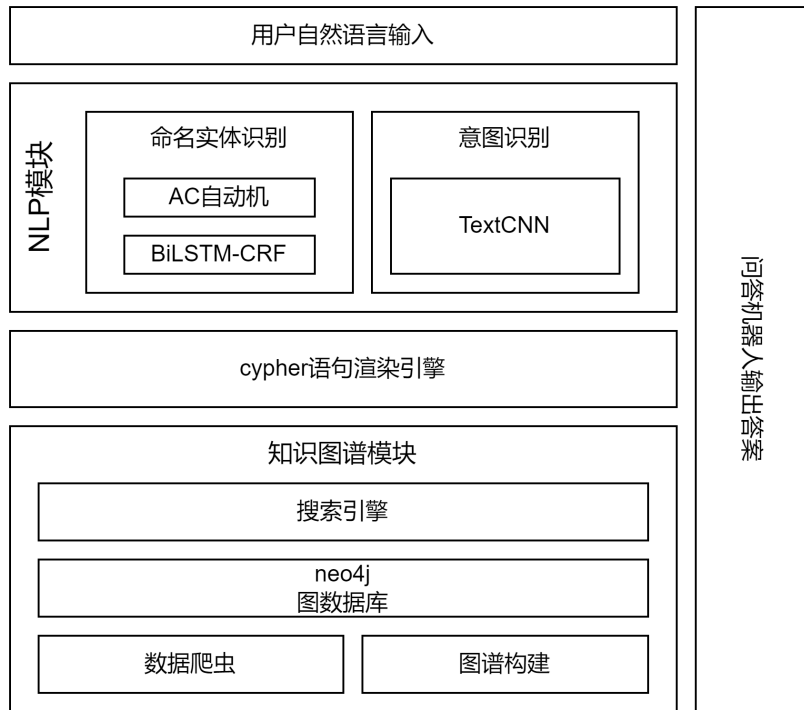 用户自然语言输入
NLP模块
命名实体识别
AC自动机
BiLSTM-CRF
意图识别
TextCNN
cypher语句渲染引擎
知识图谱模块
搜索引擎
neo4j
图数据库
数据爬虫
图谱构建
问答机器人输出答案